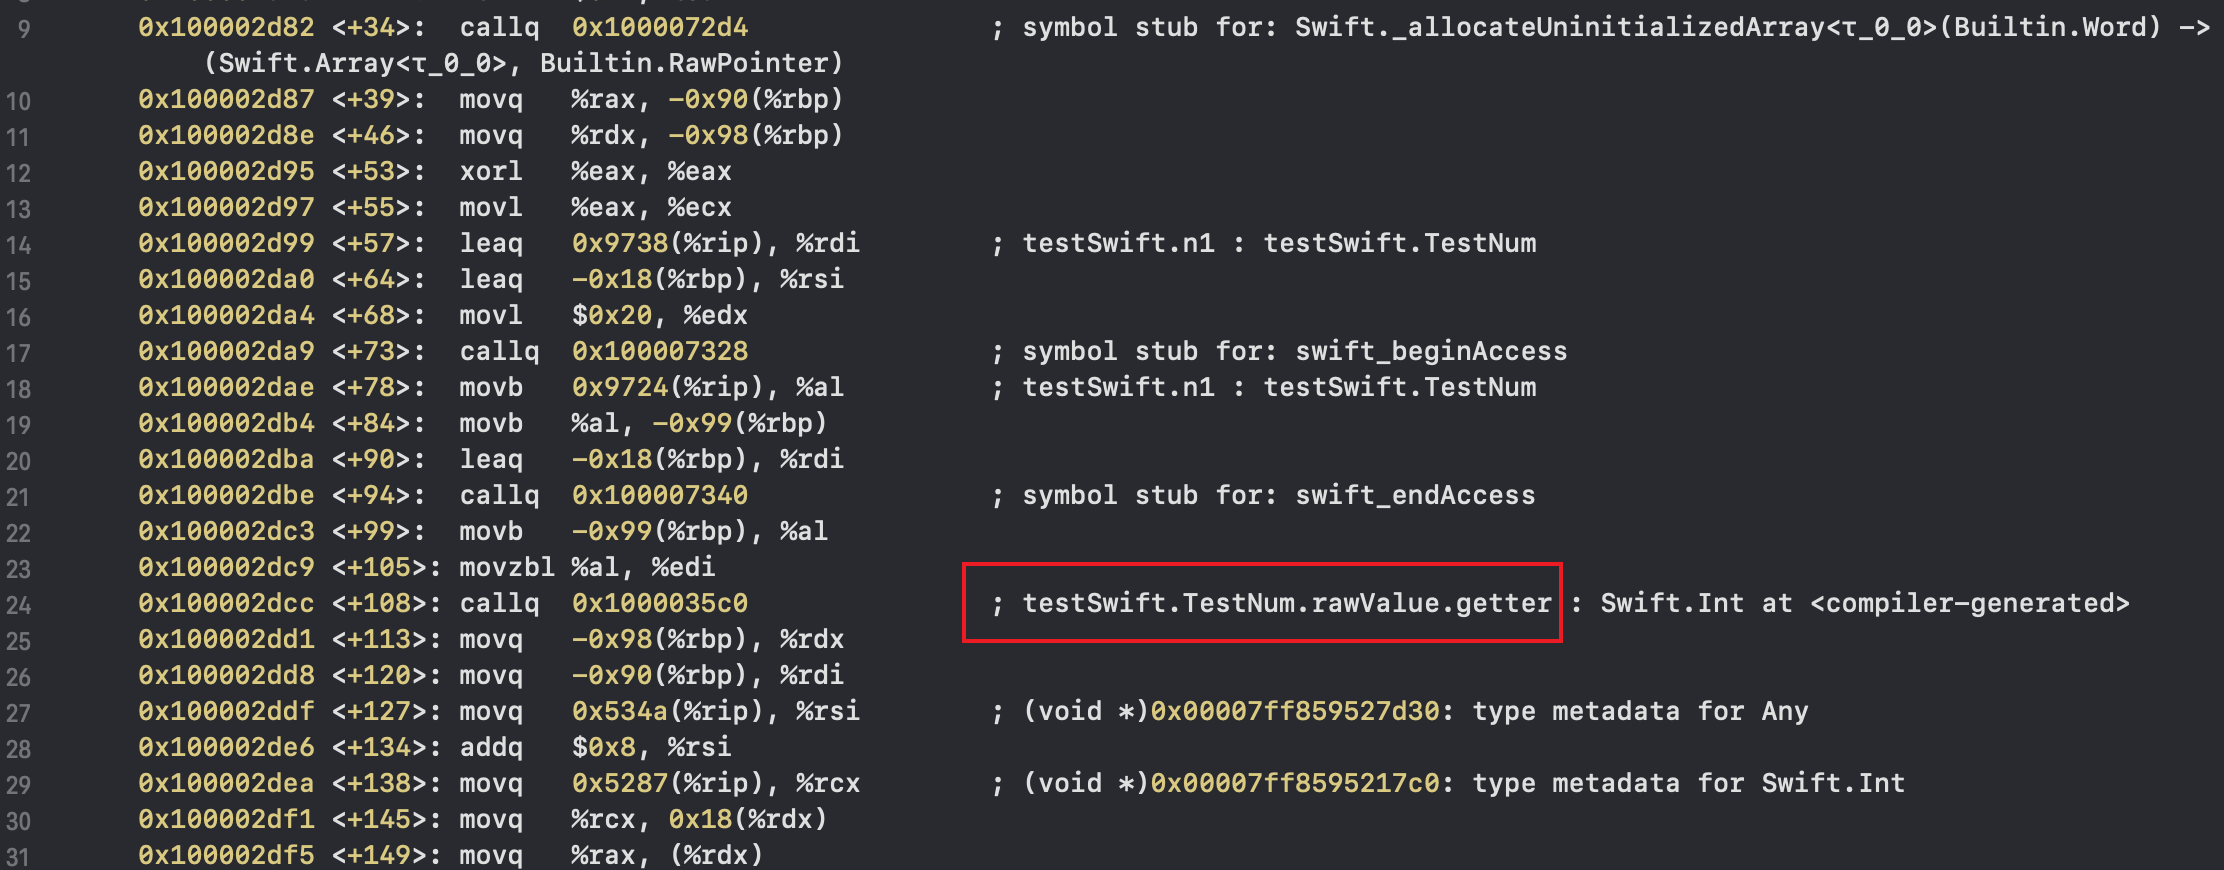 9 0x100002d82 <+34>: callq 0x1000072d4 ; symbol stub for: Swift._allocateUninitializedArray<τ_0_0>(Builtin.Word) ->
(Swift.Array<τ_0_0>, Builtin.RawPointer)
10 0x100002d87 <+39>: movq %rax, -0x90(%rbp)
11 0x100002d8e <+46>: movq %rdx, -0x98(%rbp)
12 0x100002d95 <+53>: xorl %eax, %eax
13 0x100002d97 <+55>: movl %eax, %ecx
14 0x100002d99 <+57>: leaq 0x9738(%rip), %rdi ; testSwift.n1 : testSwift.TestNum
15 0x100002da0 <+64>: leaq -0x18(%rbp), %rsi
16 0x100002da4 <+68>: movl $0x20, %edx
17 0x100002da9 <+73>: callq 0x100007328 ; symbol stub for: swift_beginAccess
18 0x100002dae <+78>: movb 0x9724(%rip), %al ; testSwift.n1 : testSwift.TestNum
19 0x100002db4 <+84>: movb %al, -0x99(%rbp)
20 0x100002dba <+90>: leaq -0x18(%rbp), %rdi
21 0x100002dbe <+94>: callq 0x100007340 ; symbol stub for: swift_endAccess
22 0x100002dc3 <+99>: movb -0x99(%rbp), %al
23 0x100002dc9 <+105>: movzbl %al, %edi
24 0x100002dcc <+108>: callq 0x1000035c0 ; testSwift.TestNum.rawValue.getter : Swift.Int at <compiler-generated>
25 0x100002dd1 <+113>: movq -0x98(%rbp), %rdx
26 0x100002dd8 <+120>: movq -0x90(%rbp), %rdi
27 0x100002ddf <+127>: movq 0x534a(%rip), %rsi ; (void *)0x00007ff859527d30: type metadata for Any
28 0x100002de6 <+134>: addq $0x8, %rsi
29 0x100002dea <+138>: movq 0x5287(%rip), %rcx ; (void *)0x00007ff8595217c0: type metadata for Swift.Int
30 0x100002df1 <+145>: movq %rcx, 0x18(%rdx)
31 0x100002df5 <+149>: movq %rax, (%rdx)